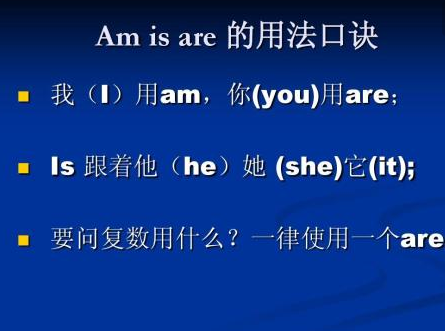 Am is are 的用法口诀
我（I）用am，你(you)用are；
Is 跟着他（he）她 (she)它(it);
要问复数用什么？一律使用一个are